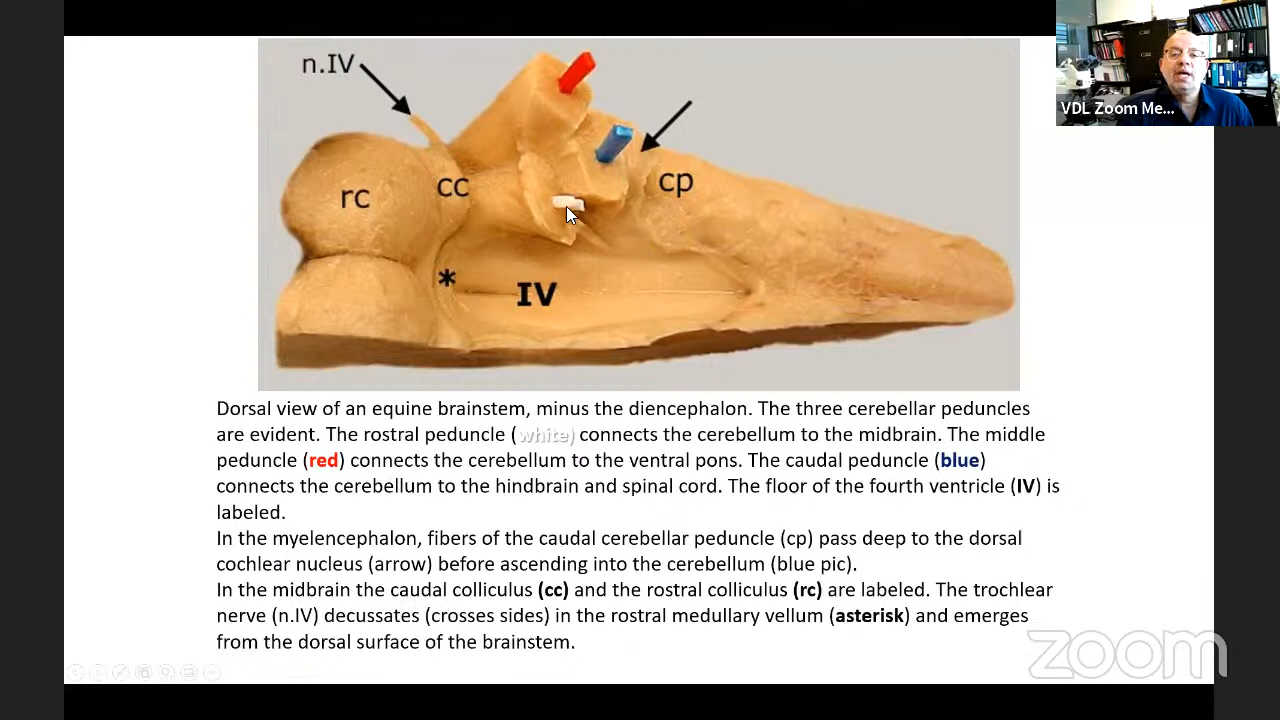 n.IV
rc
cc
cp
*
IV
VDL Zoom Me...
Dorsal view of an equine brainstem, minus the diencephalon. The three cerebellar peduncles
are evident. The rostral peduncle (white) connects the cerebellum to the midbrain. The middle
peduncle (red) connects the cerebellum to the ventral pons. The caudal peduncle (blue)
connects the cerebellum to the hindbrain and spinal cord. The floor of the fourth ventricle (IV) is
labeled.
In the myelencephalon, fibers of the caudal cerebellar peduncle (cp) pass deep to the dorsal
cochlear nucleus (arrow) before ascending into the cerebellum (blue pic).
In the midbrain the caudal colliculus (cc) and the rostral colliculus (rc) are labeled. The trochlear
nerve (n.IV) decussates (crosses sides) in the rostral medullary vellum (asterisk) and emerges
from the dorsal surface of the brainstem.
zoom